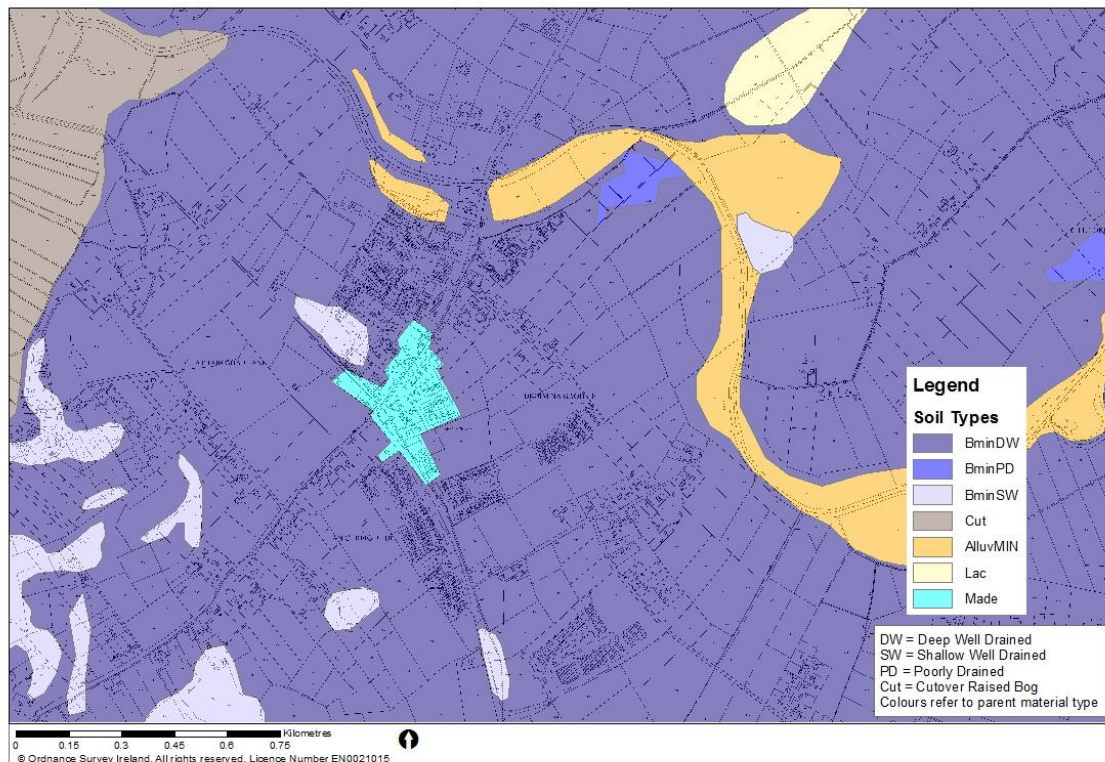 Legend
Soil Types
BminDW
BminPD
BminSW
Cut
AlluvMIN
Lac
Made
DW = Deep Well Drained
SW = Shallow Well Drained
PD = Poorly Drained
Cut = Cutover Raised Bog
Colours refer to parent material type
Kilometres
0 0.15 0.3 0.45 0.6 0.75
© Ordnance Survey Ireland. All rights reserved. Licence Number EN0021015